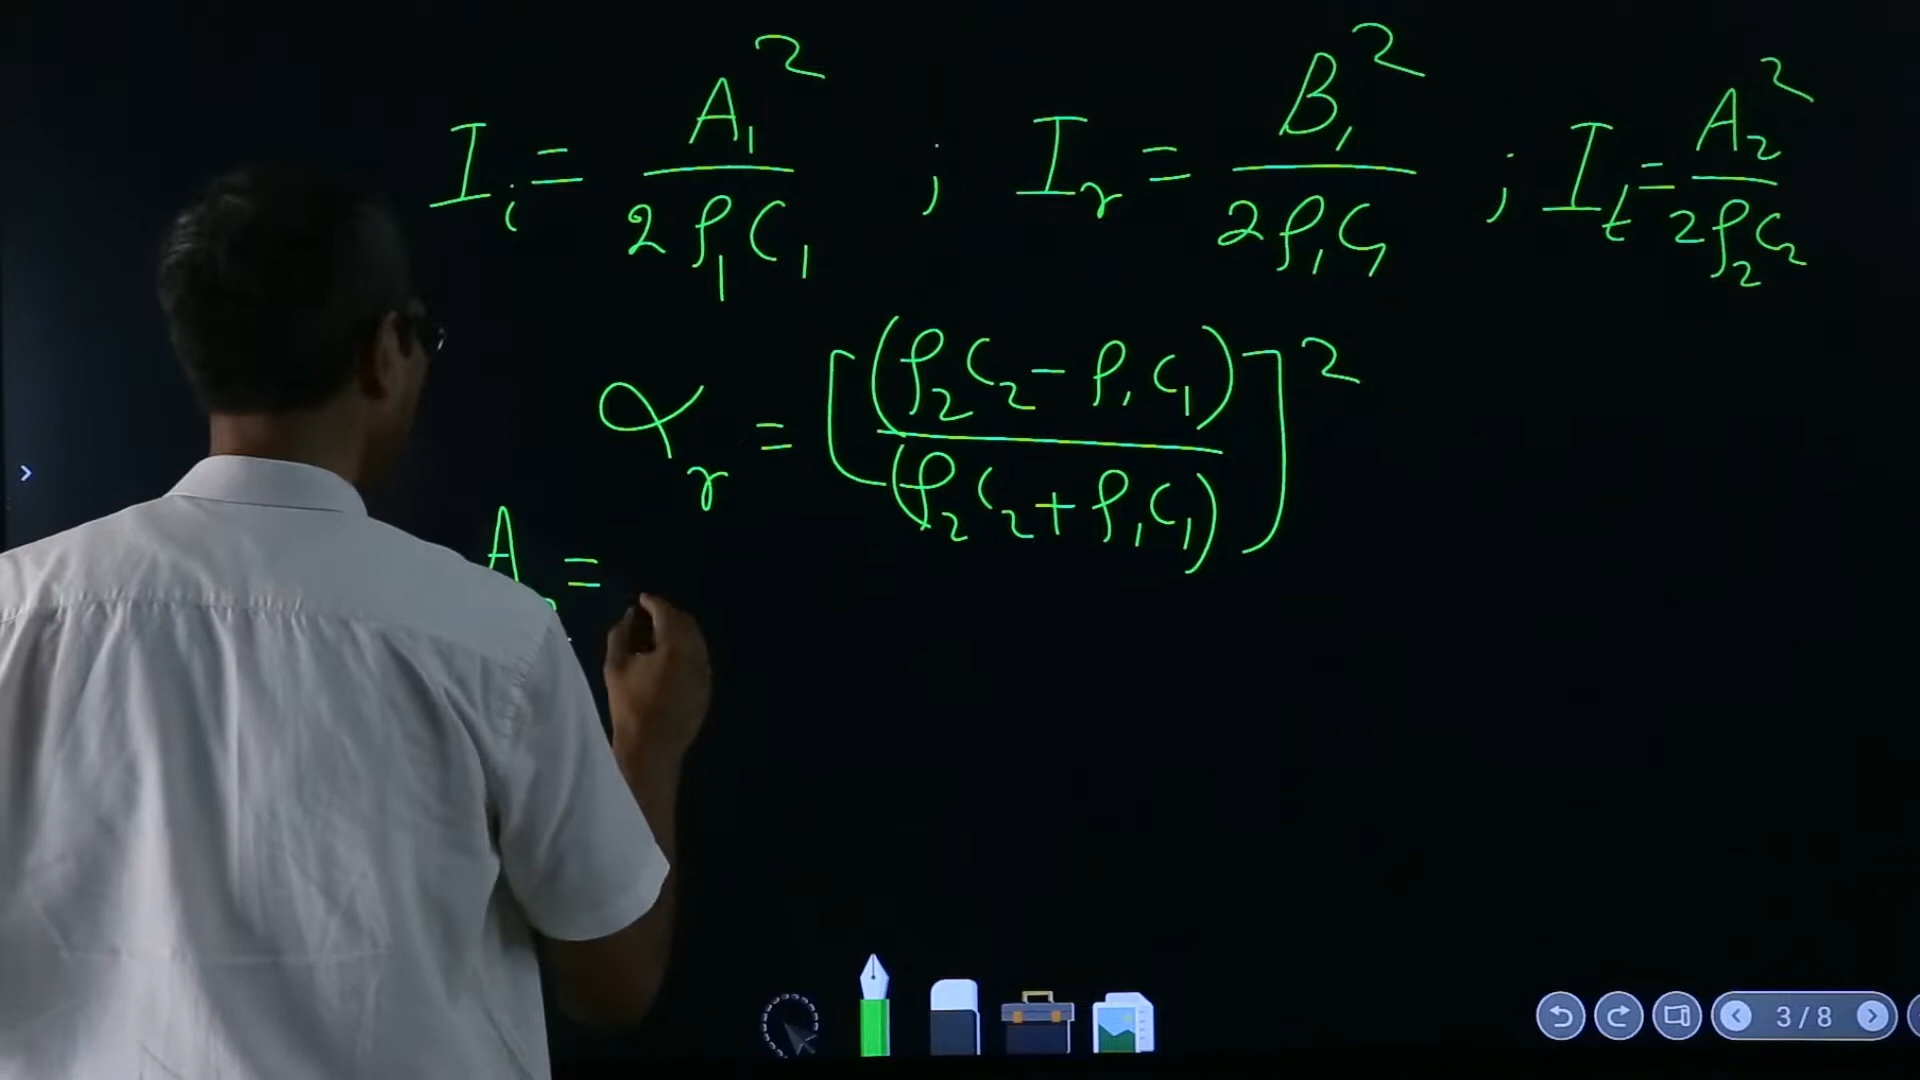 I_i = A_1^2 / 2ρ_1C_1 ; I_r = B_1^2 / 2ρ_1C_1 ; I_t = A_2^2 / 2ρ_2C_2
α_r = [(ρ_2C_2 - ρ_1C_1) / (ρ_2C_2 + ρ_1C_1)]^2
A =
3/8